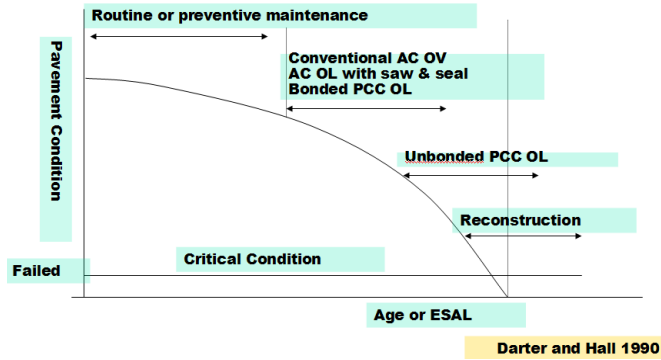 Routine or preventive maintenance
Pavement Condition
Conventional AC OV
AC OL with saw & seal
Bonded PCC OL
Unbonded PCC OL
Reconstruction
Critical Condition
Failed
Age or ESAL
Darter and Hall 1990